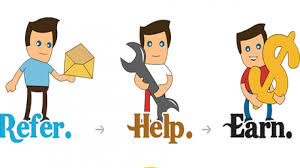 Refer. → Help. → Earn.